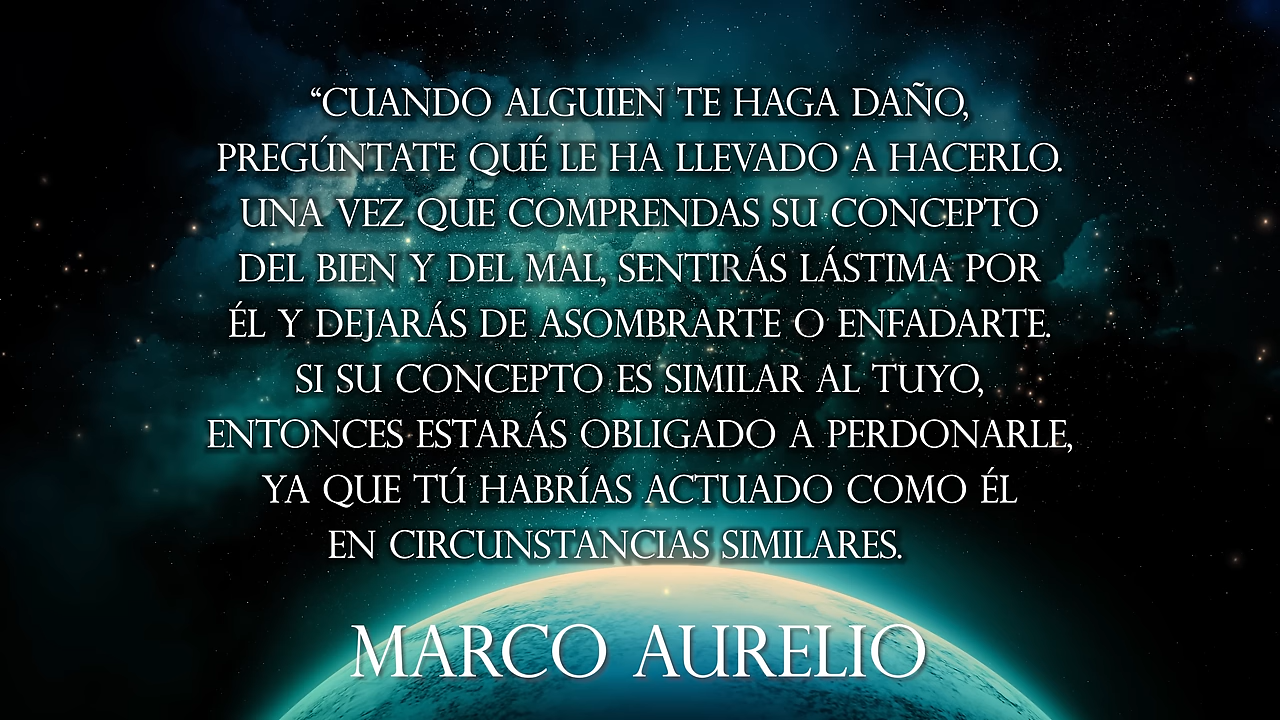 “CUANDO ALGUIEN TE HAGA DAÑO,
PREGÚNTATE QUÉ LE HA LLEVADO A HACERLO.
UNA VEZ QUE COMPRENDAS SU CONCEPTO
DEL BIEN Y DEL MAL, SENTIRÁS LÁSTIMA POR
ÉL Y DEJARÁS DE ASOMBRARTE O ENFADARTE.
SI SU CONCEPTO ES SIMILAR AL TUYO,
ENTONCES ESTARÁS OBLIGADO A PERDONARLE,
YA QUE TÚ HABRÍAS ACTUADO COMO ÉL
EN CIRCUNSTANCIAS SIMILARES.
MARCO AURELIO